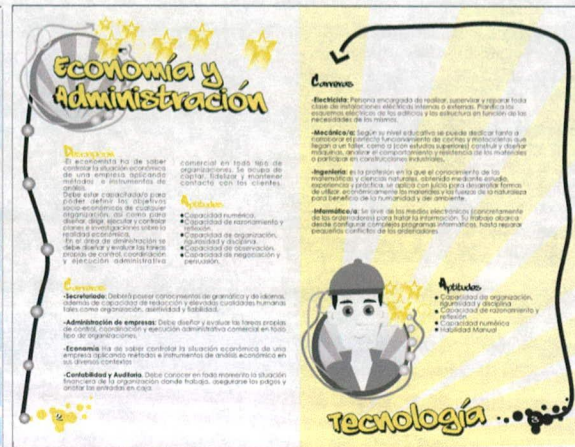 Economía y
Administración
Descripción
-El economista ha de saber
controlar la situación económica
de una empresa, aplicando
métodos e instrumentos de
análisis.
Debe estar capacitado/a para
poder definir los objetivos
socio-económicos de cualquier
organización, así como para
diseñar, dirigir, ejecutar y controlar
planes e investigaciones sobre la
realidad económica.
-En el área de administración se
debe diseñar y evaluar las tareas
propias de control, coordinación
y ejecución administrativa
comercial en todo tipo de
organizaciones. Se ocupa de
captar, fidelizar y mantener
contacto con los clientes.
Aptitudes
●Capacidad numérica.
●Capacidad de razonamiento y
reflexión.
●Capacidad de organización,
rigurosidad y disciplina.
●Capacidad de observación.
●Capacidad de negociación y
persuasión.
Carreras
-Secretariado: Deberá poseer conocimientos de gramática y de idiomas,
además de capacidad de redacción y elevadas cualidades humanas
tales como organización, asertividad y fiabilidad.
-Administración de empresas: Debe diseñar y evaluar las tareas propias
de control, coordinación y ejecución administrativa comercial en todo
tipo de organizaciones.
-Economía: Ha de saber controlar la situación económica de una
empresa aplicando métodos e instrumentos de análisis económico en
sus diversos contextos
-Contabilidad y Auditoría. Debe conocer en todo momento la situación
financiera de la organización donde trabaja, asegurarse los pagos y
anotar las entradas en caja.
2
Carreras
-Electricista: Persona encargada de realizar, supervisar y reparar toda
clase de instalaciones eléctricas internas o externas. Planifica los
esquemas eléctricos de los edificios y las estructura en función de las
necesidades de los mismos.
-Mecánico/a: Según su nivel educativo se puede dedicar tanto a
corroborar el perfecto funcionamiento de coches y motocicletas que
llegan a un taller, como a (con estudios superiores) construir y diseñar
máquinas, analizar el comportamiento y resistencia de los materiales
o participar en construcciones industriales.
-Ingeniería: es la profesión en la que el conocimiento de las
matemáticas y ciencias naturales, obtenida mediante estudio,
experiencia y práctica, se aplica con juicio para desarrollar formas
de utilizar, económicamente los materiales y las fuerzas de la naturaleza
para beneficio de la humanidad y del ambiente.
-Informático/a: Se sirve de los medios electrónicos (concretamente
de los ordenadores) para tratar la información. Su trabajo abarca
desde configurar complejos programas informáticos, hasta reparar
pequeños conflictos de los ordenadores
Aptitudes
● Capacidad de organización,
rigurosidad y disciplina
● Capacidad de razonamiento y
reflexión
● Capacidad numérica
● Habilidad Manual
Tecnología
3